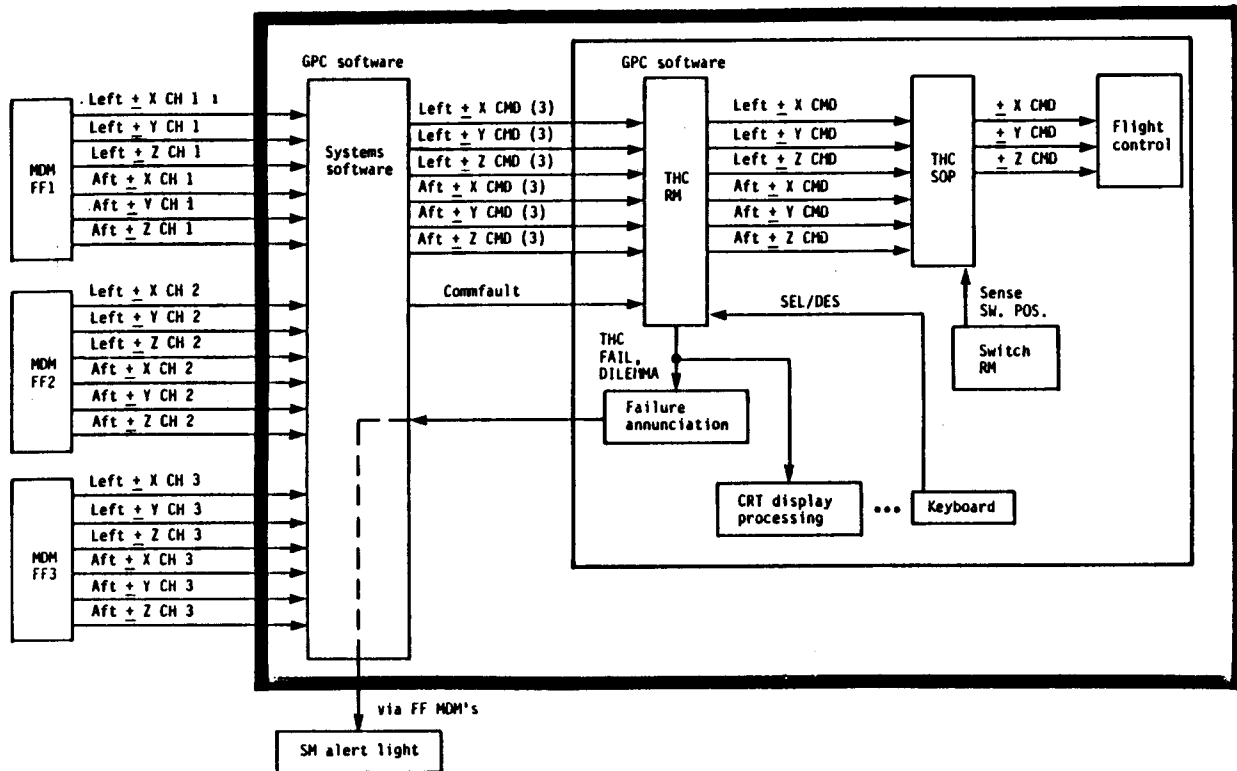 GPC software
GPC software
MDM
FF1
Left ± X CH 1
Left ± Y CH 1
Left ± Z CH 1
Aft ± X CH 1
Aft ± Y CH 1
Aft ± Z CH 1
MDM
FF2
Left ± X CH 2
Left ± Y CH 2
Left ± Z CH 2
Aft ± X CH 2
Aft ± Y CH 2
Aft ± Z CH 2
MDM
FF3
Left ± X CH 3
Left ± Y CH 3
Left ± Z CH 3
Aft ± X CH 3
Aft ± Y CH 3
Aft ± Z CH 3
Systems
software
Left ± X CMD (3)
Left ± Y CMD (3)
Left ± Z CMD (3)
Aft ± X CMD (3)
Aft ± Y CMD (3)
Aft ± Z CMD (3)
Commfault
THC
RM
Left ± X CMD
Left ± Y CMD
Left ± Z CMD
Aft ± X CMD
Aft ± Y CMD
Aft ± Z CMD
THC
SOP
± X CMD
± Y CMD
± Z CMD
Flight
control
SEL/DES
Sense
SW. POS.
Switch
RM
THC
FAIL,
DILEMMA
Failure
annunciation
CRT display
processing
•••
Keyboard
via FF MDM's
SM alert light